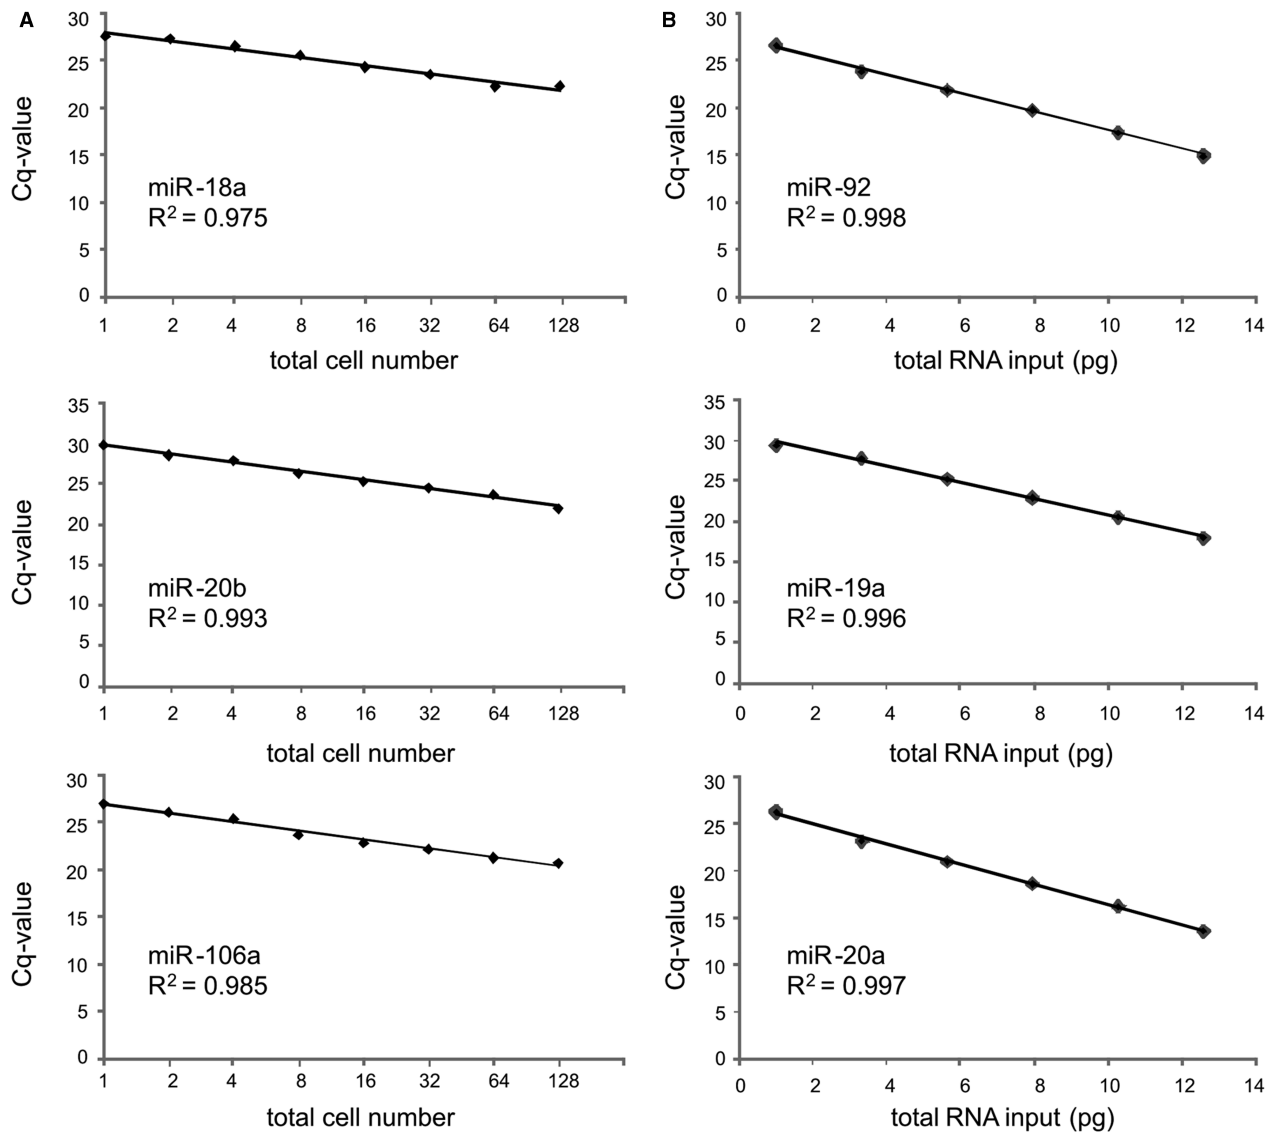 A
30
25
20
15
10
5
0
Cq-value
miR-18a
R² = 0.975
1 2 4 8 16 32 64 128
total cell number
35
30
25
20
15
10
5
0
Cq-value
miR-20b
R² = 0.993
1 2 4 8 16 32 64 128
total cell number
30
25
20
15
10
5
0
Cq-value
miR-106a
R² = 0.985
1 2 4 8 16 32 64 128
total cell number
B
30
25
20
15
10
5
0
Cq-value
miR-92
R² = 0.998
0 2 4 6 8 10 12 14
total RNA input (pg)
35
30
25
20
15
10
5
0
Cq-value
miR-19a
R² = 0.996
0 2 4 6 8 10 12 14
total RNA input (pg)
30
25
20
15
10
5
0
Cq-value
miR-20a
R² = 0.997
0 2 4 6 8 10 12 14
total RNA input (pg)